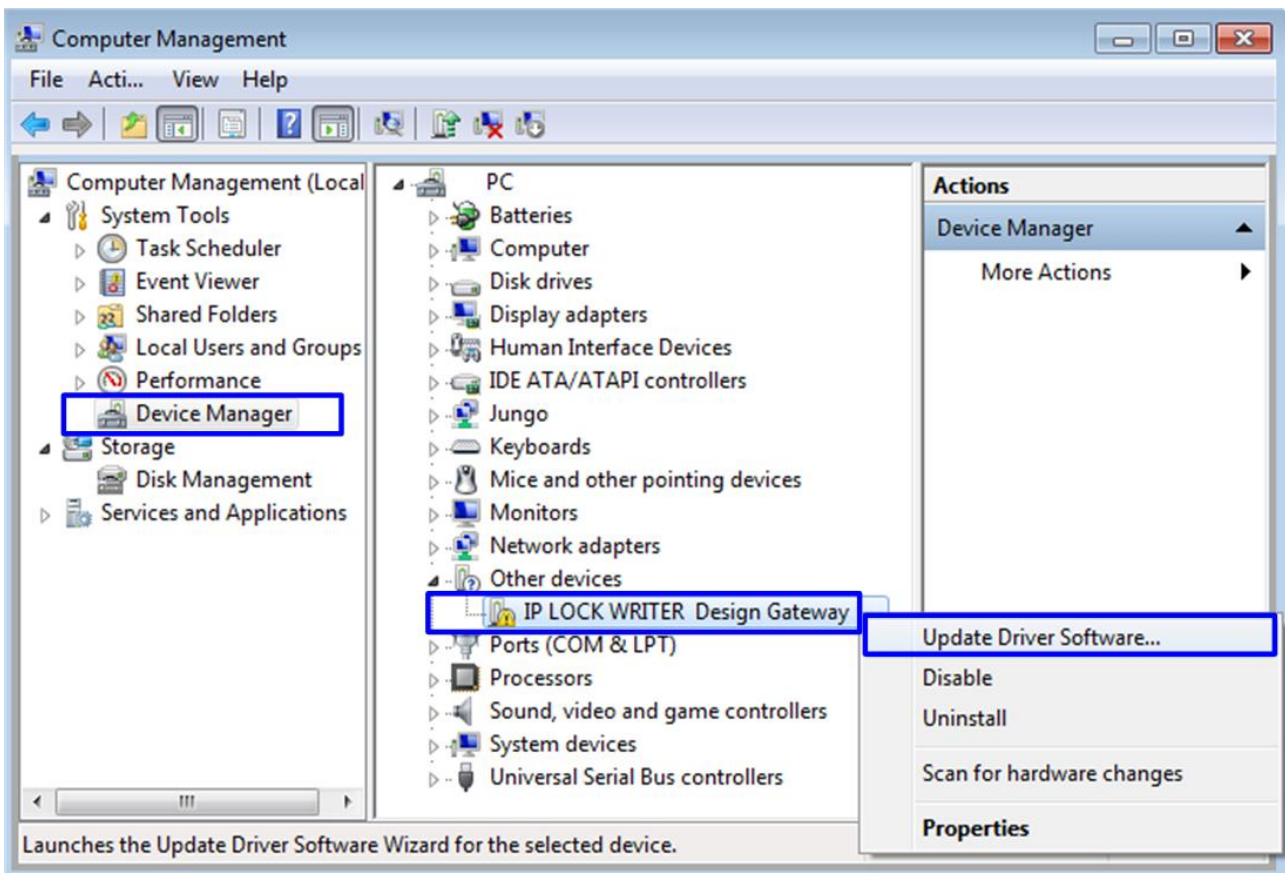 Computer Management
File Acti... View Help
Computer Management (Local
System Tools
Task Scheduler
Event Viewer
Shared Folders
Local Users and Groups
Performance
Device Manager
Storage
Disk Management
Services and Applications
PC
Batteries
Computer
Disk drives
Display adapters
Human Interface Devices
IDE ATA/ATAPI controllers
Jungo
Keyboards
Mice and other pointing devices
Monitors
Network adapters
Other devices
IP LOCK WRITER Design Gateway
Ports (COM & LPT)
Processors
Sound, video and game controllers
System devices
Universal Serial Bus controllers
Actions
Device Manager
More Actions
Update Driver Software...
Disable
Uninstall
Scan for hardware changes
Properties
Launches the Update Driver Software Wizard for the selected device.